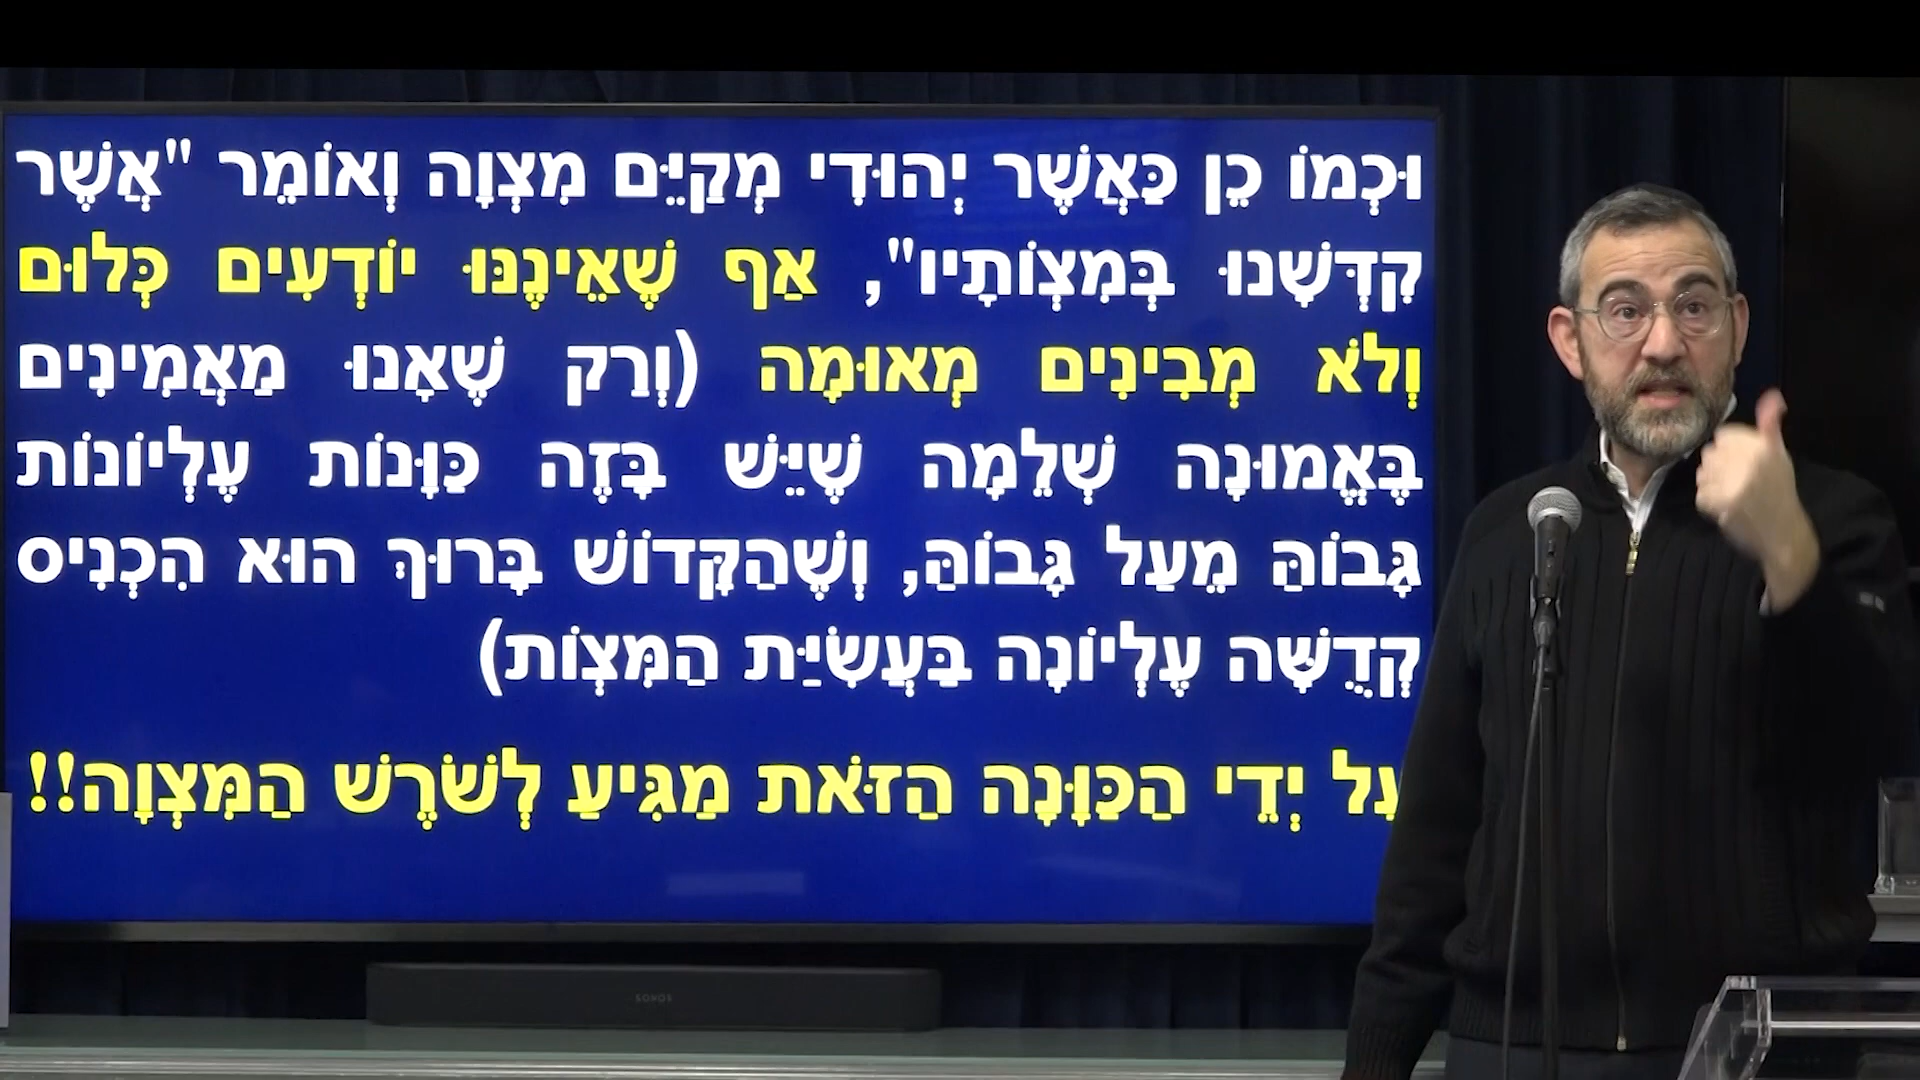 וּכְמוֹ כֵן כַּאֲשֶׁר יְהוּדִי מְקַיֵּם מִצְוָה וְאוֹמֵר "אֲשֶׁר
קִדְּשָׁנוּ בְּמִצְוֹתָיו", אַף שֶׁאֵינֶנּוּ יוֹדְעִים כְּלוּם
וְלֹא מְבִינִים מְאוּמָה (וְרַק שֶׁאָנוּ מַאֲמִינִים
בֶּאֱמוּנָה שְׁלֵמָה שֶׁיֵּשׁ בָּזֶה כַּוָּנוֹת עֶלְיוֹנוֹת
גָּבוֹהַּ מֵעַל גָּבוֹהַּ, וְשֶׁהַקָּדוֹשׁ בָּרוּךְ הוּא הִכְנִיס
קְדֻשָּׁה עֶלְיוֹנָה בַּעֲשִׂיַּת הַמִּצְוֹת)
עַל יְדֵי הַכַּוָּנָה הַזֹּאת מַגִּיעַ לְשֹׁרֶשׁ הַמִּצְוָה!!
SONOS